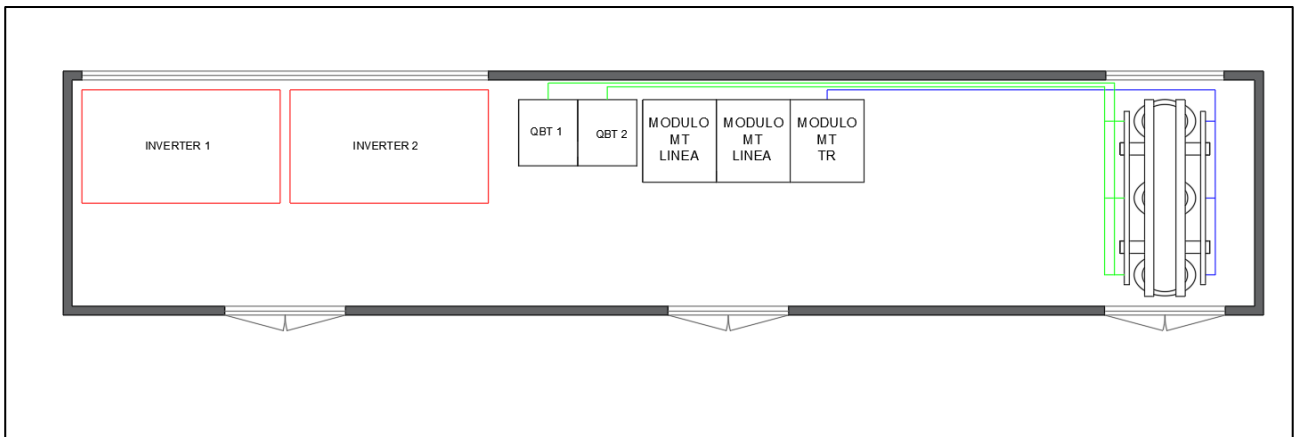 INVERTER 1
INVERTER 2
QBT 1
QBT 2
MODULO
MT
LINEA
MODULO
MT
LINEA
MODULO
MT
TR